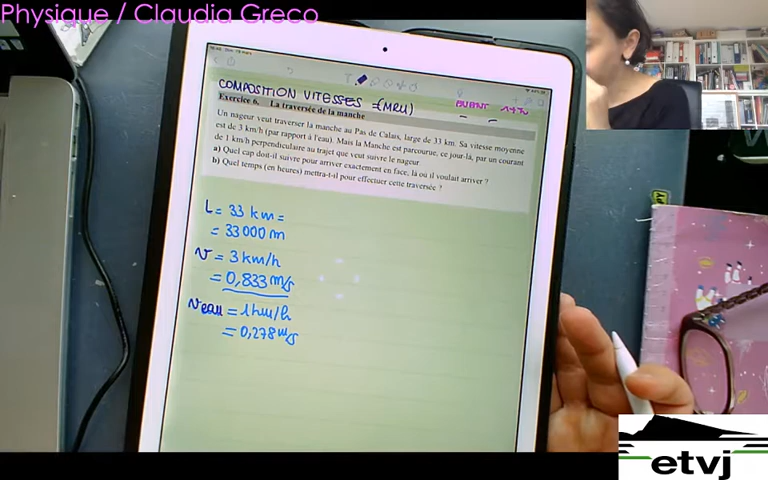 Physique / Claudia Greco
COMPOSITION VITESSES =(MRU)
Exercice 6. La traversée de la manche
Un nageur veut traverser la manche au Pas de Calais, large de 33 km. Sa vitesse moyenne
est de 3 km/h (par rapport à l'eau). Mais la Manche est parcourue, ce jour-là, par un courant
de 1 km/h perpendiculaire au trajet que veut suivre le nageur.
a) Quel cap doit-il suivre pour arriver exactement en face, là où il voulait arriver ?
b) Quel temps (en heures) mettra-t-il pour effectuer cette traversée ?
L = 33 km =
= 33000 m
v = 3 km/h
= 0,833 m/s
v eau = 1 km/h
= 0,278 m/s
etvj